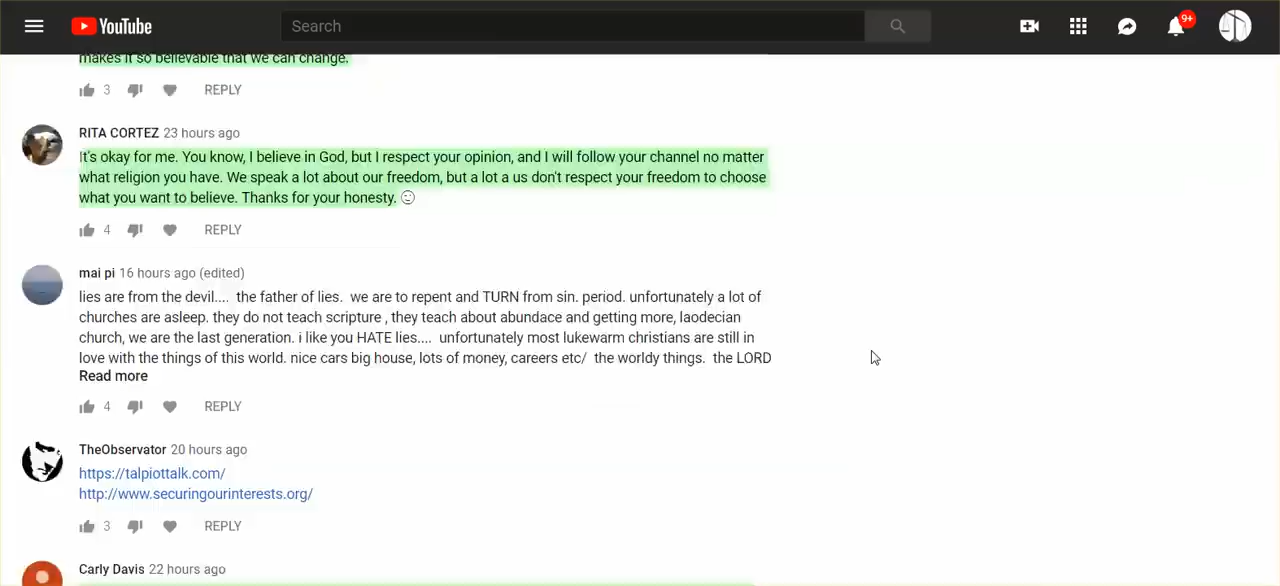 YouTube
Search
9+
makes it so believable that we can change.
3 REPLY
RITA CORTEZ 23 hours ago
It's okay for me. You know, I believe in God, but I respect your opinion, and I will follow your channel no matter
what religion you have. We speak a lot about our freedom, but a lot a us don't respect your freedom to choose
what you want to believe. Thanks for your honesty.
4 REPLY
mai pi 16 hours ago (edited)
lies are from the devil.... the father of lies. we are to repent and TURN from sin. period. unfortunately a lot of
churches are asleep. they do not teach scripture , they teach about abundace and getting more, laodecian
church, we are the last generation. i like you HATE lies.... unfortunately most lukewarm christians are still in
love with the things of this world. nice cars big house, lots of money, careers etc/ the worldy things. the LORD
Read more
4 REPLY
TheObservator 20 hours ago
https://talpiottalk.com/
http://www.securingourinterests.org/
3 REPLY
Carly Davis 22 hours ago